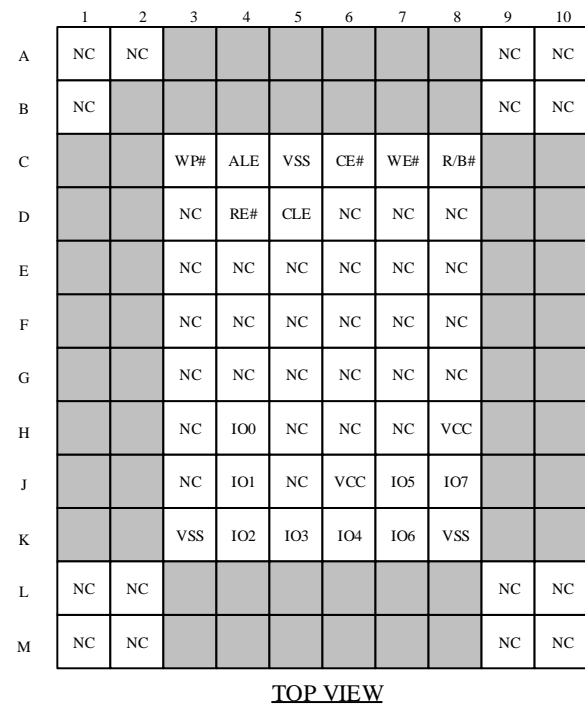 1 2 3 4 5 6 7 8 9 10
A NC NC NC NC
B NC NC NC
C WP# ALE VSS CE# WE# R/B#
D NC RE# CLE NC NC NC
E NC NC NC NC NC NC
F NC NC NC NC NC NC
G NC NC NC NC NC NC
H NC IO0 NC NC NC VCC
J NC IO1 NC VCC IO5 IO7
K VSS IO2 IO3 IO4 IO6 VSS
L NC NC NC NC
M NC NC NC NC
TOP VIEW